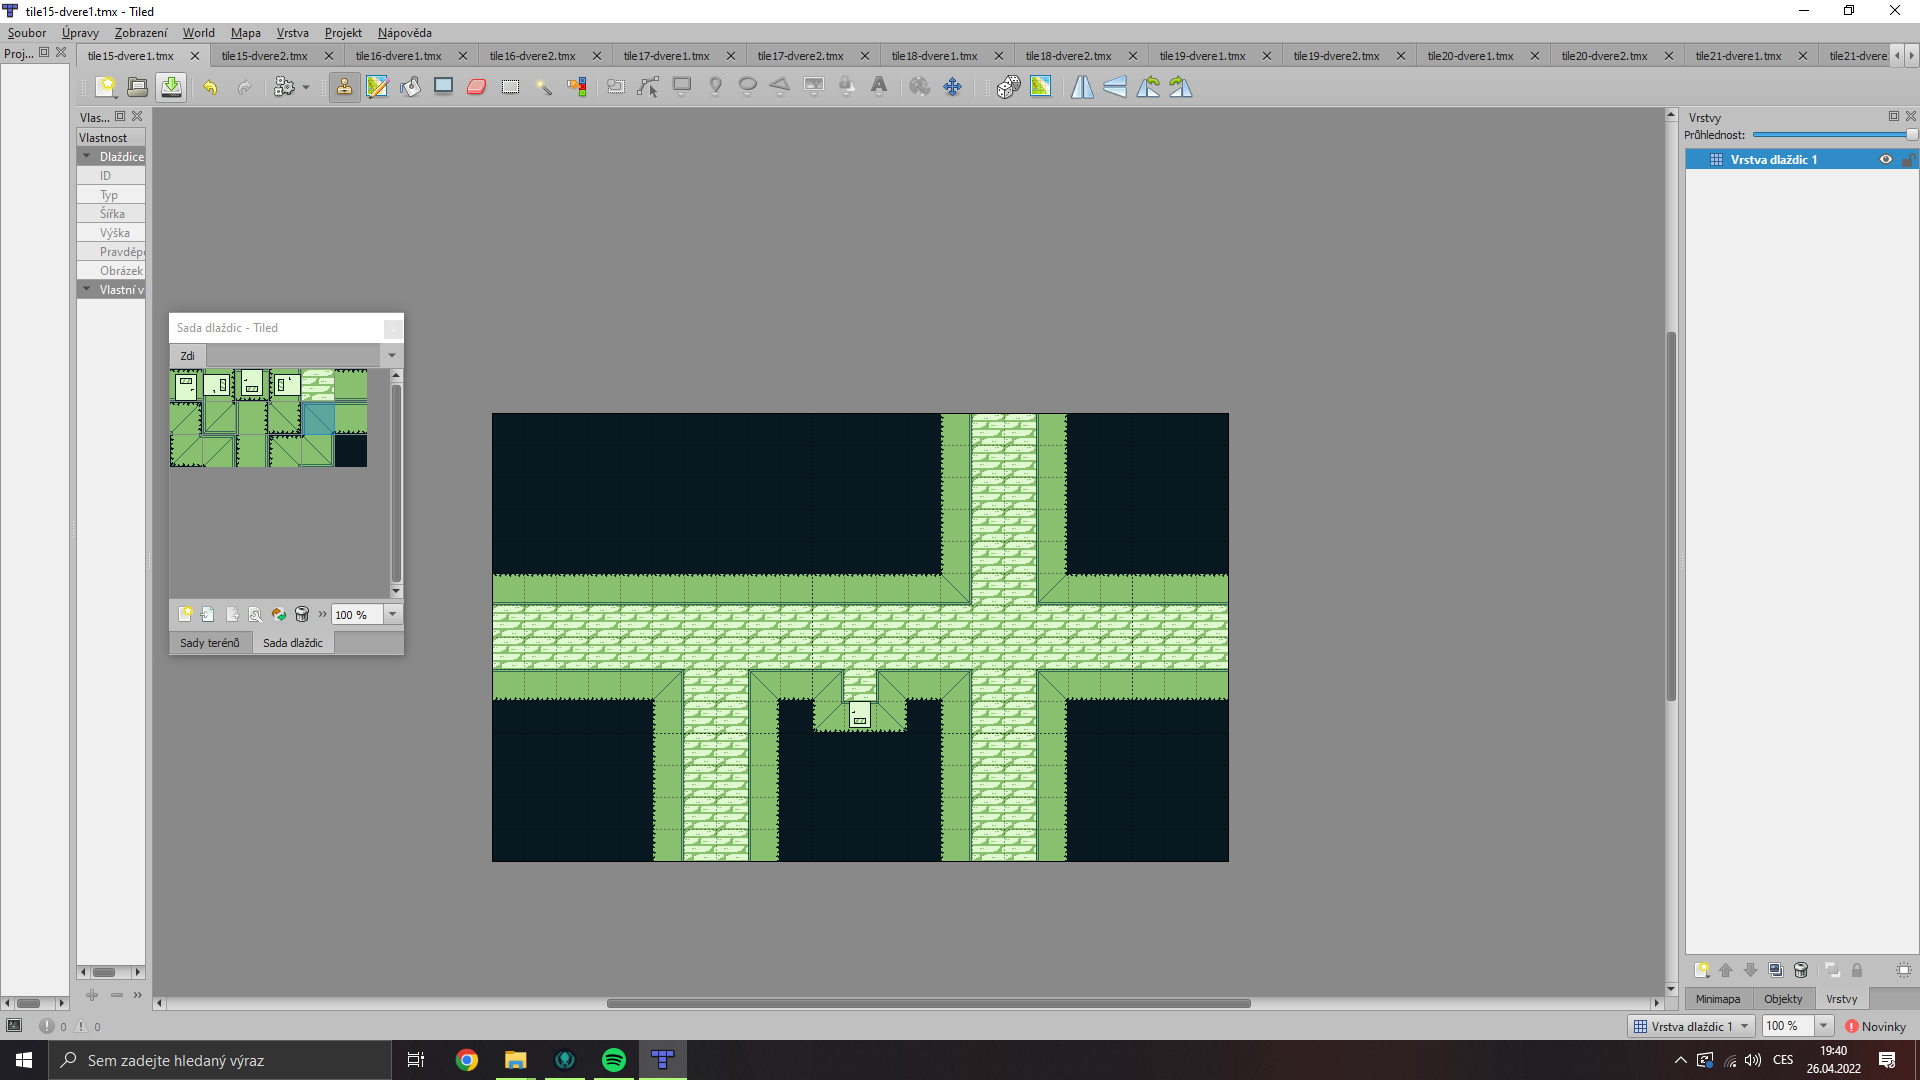 tile15-dvere1.tmx - Tiled
Soubor Úpravy Zobrazení World Mapa Vrstva Projekt Nápověda
Proj...
tile15-dvere1.tmx tile15-dvere2.tmx tile16-dvere1.tmx tile16-dvere2.tmx tile17-dvere1.tmx tile17-dvere2.tmx tile18-dvere1.tmx tile18-dvere2.tmx tile19-dvere1.tmx tile19-dvere2.tmx tile20-dvere1.tmx tile20-dvere2.tmx tile21-dvere1.tmx tile21-dvere
Vlas...
Vlastnost
Dlaždice
ID
Typ
Šířka
Výška
Pravděp
Obrázek
Vlastní v
Sada dlaždic - Tiled
Zdi
100 %
Sady terénů Sada dlaždic
Vrstvy
Průhlednost:
Vrstva dlaždic 1
Minimapa Objekty Vrstvy
0 0
Vrstva dlaždic 1 100 % Novinky
Sem zadejte hledaný výraz
CES
19:40
26.04.2022